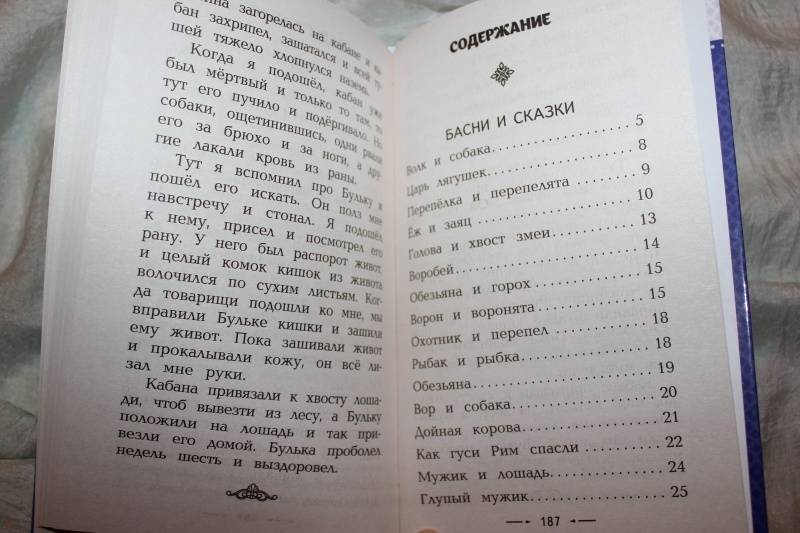 загорелась на кабане и ка-
бан захрипел, зашатался и всей ту-
шей тяжело хлопнулся наземь.
Когда я подошёл, кабан уже
был мёртвый и только то там, то
тут его пучило и подёргивало. Но
собаки, ощетинившись, одни рвали
его за брюхо и за ноги, а дру-
гие лакали кровь из раны.
Тут я вспомнил про Бульку и
пошёл его искать. Он полз мне
навстречу и стонал. Я подошёл
к нему, присел и посмотрел его
рану. У него был распорот живот,
и целый комок кишок из живота
волочился по сухим листьям. Ког-
да товарищи подошли ко мне, мы
вправили Бульке кишки и зашили
ему живот. Пока зашивали живот
и прокалывали кожу, он всё ли-
зал мне руки.
Кабана привязали к хвосту лоша-
ди, чтоб вывезти из лесу, а Бульку
положили на лошадь и так при-
везли его домой. Булька проболел
недель шесть и выздоровел.
СОДЕРЖАНИЕ
БАСНИ И СКАЗКИ
Волк и собака. 5
Царь лягушек. 8
Перепёлка и перепелята 9
Ёж и заяц 10
Голова и хвост змеи. 13
Воробей. 14
Обезьяна и горох 15
Ворон и воронята 15
Охотник и перепел 18
Рыбак и рыбка. 18
Обезьяна. 19
Вор и собака. 20
Дойная корова. 21
Как гуси Рим спасли 22
Мужик и лошадь. 24
Глупый мужик. 25
187